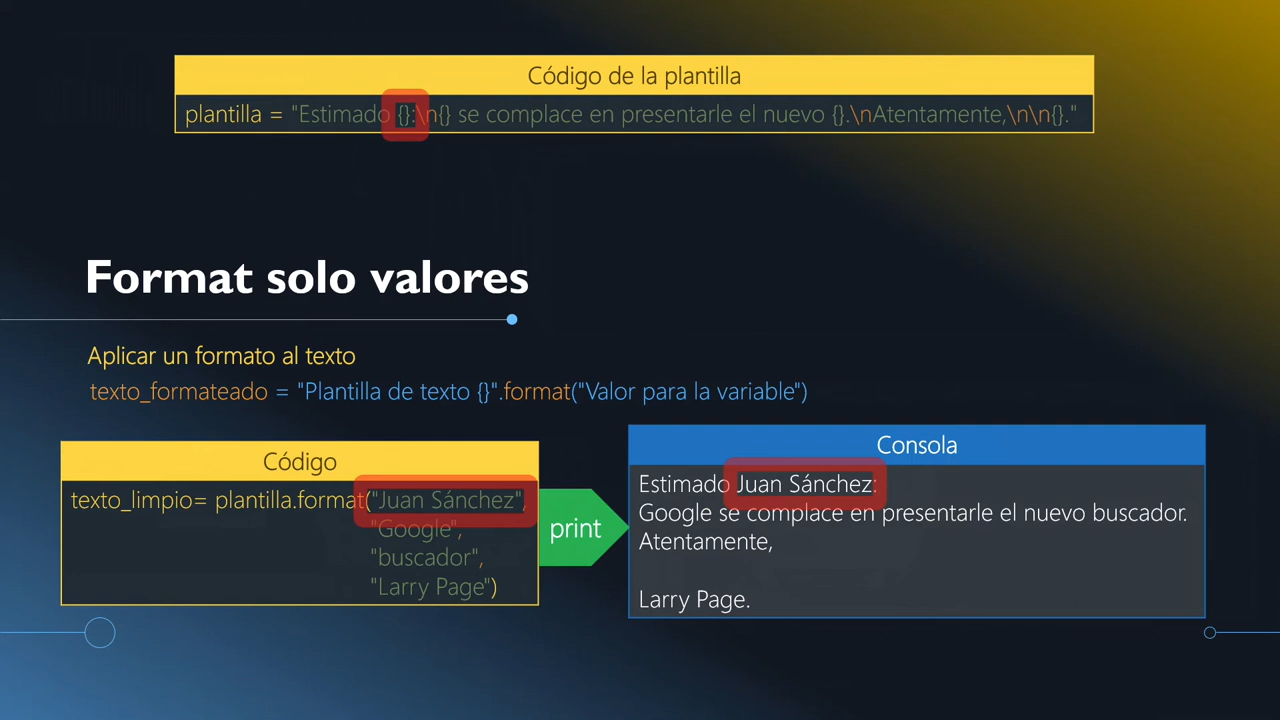 Código de la plantilla
plantilla = "Estimado {}:\n{} se complace en presentarle el nuevo {}.\nAtentamente,\n\n{}."
Format solo valores
Aplicar un formato al texto
texto_formateado = "Plantilla de texto {}".format("Valor para la variable")
Código
texto_limpio= plantilla.format("Juan Sánchez",
"Google",
"buscador",
"Larry Page")
print
Consola
Estimado Juan Sánchez:
Google se complace en presentarle el nuevo buscador.
Atentamente,
Larry Page.